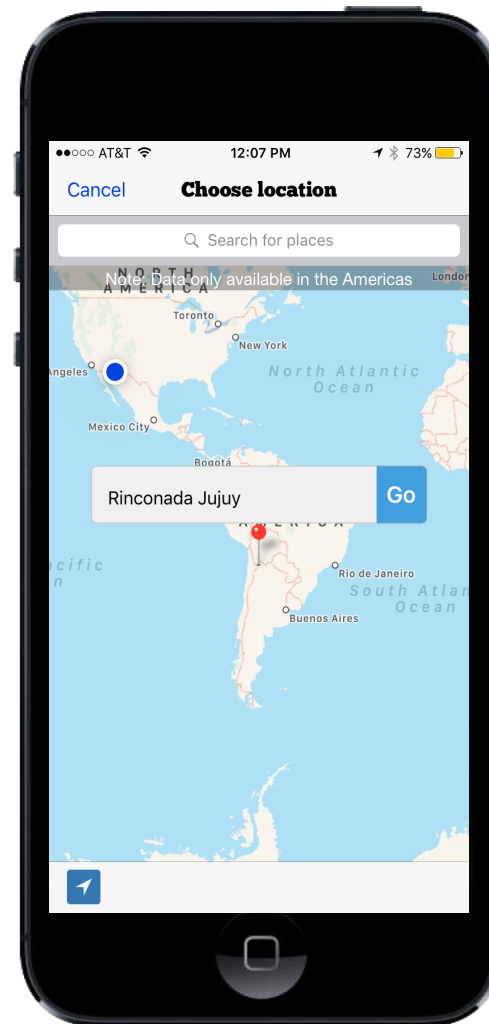 AT&T 12:07 PM 73%
Cancel Choose location
Search for places
NORTH
AMERICA
Note: Data only available in the Americas
London
Toronto
New York
Angeles
North Atlantic
Ocean
Mexico City
Bogotá
Rinconada Jujuy Go
AMERICA
acific
n
Rio de Janeiro
South Atlan
Ocean
Buenos Aires